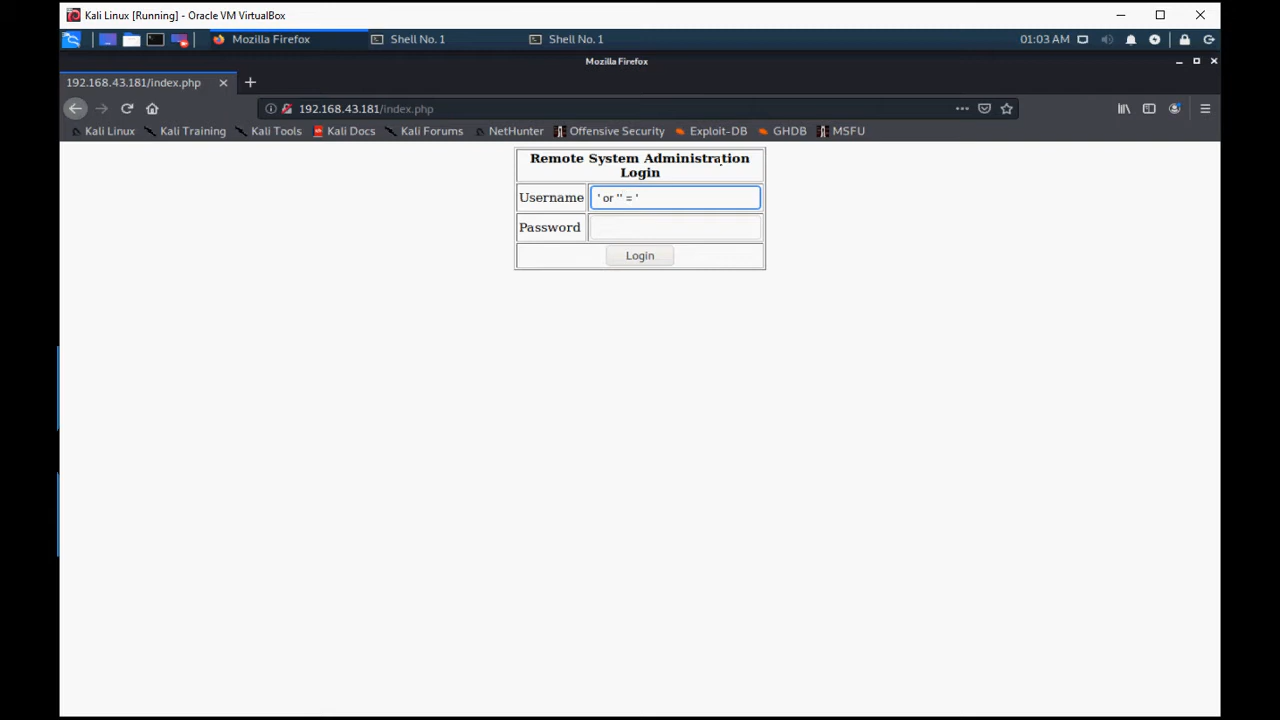 Kali Linux [Running] - Oracle VM VirtualBox
Mozilla Firefox
Shell No. 1
Shell No. 1
01:03 AM
Mozilla Firefox
192.168.43.181/index.php
192.168.43.181/index.php
Kali Linux
Kali Training
Kali Tools
Kali Docs
Kali Forums
NetHunter
Offensive Security
Exploit-DB
GHDB
MSFU
Remote System Administration
Login
Username
' or '' = '
Password
Login